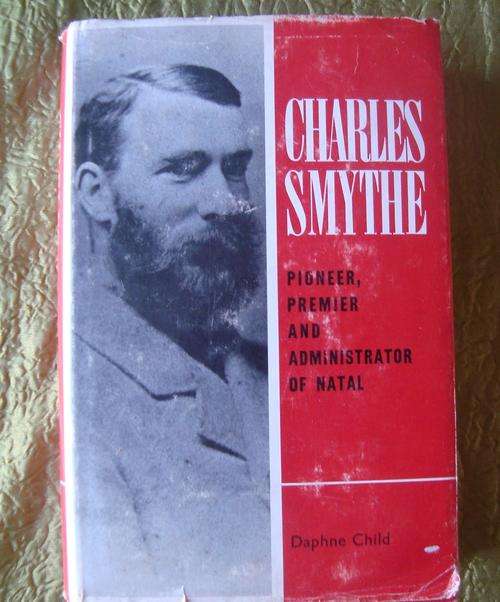 CHARLES
SMYTHE
PIONEER,
PREMIER
AND
ADMINISTRATOR
OF NATAL
Daphne Child